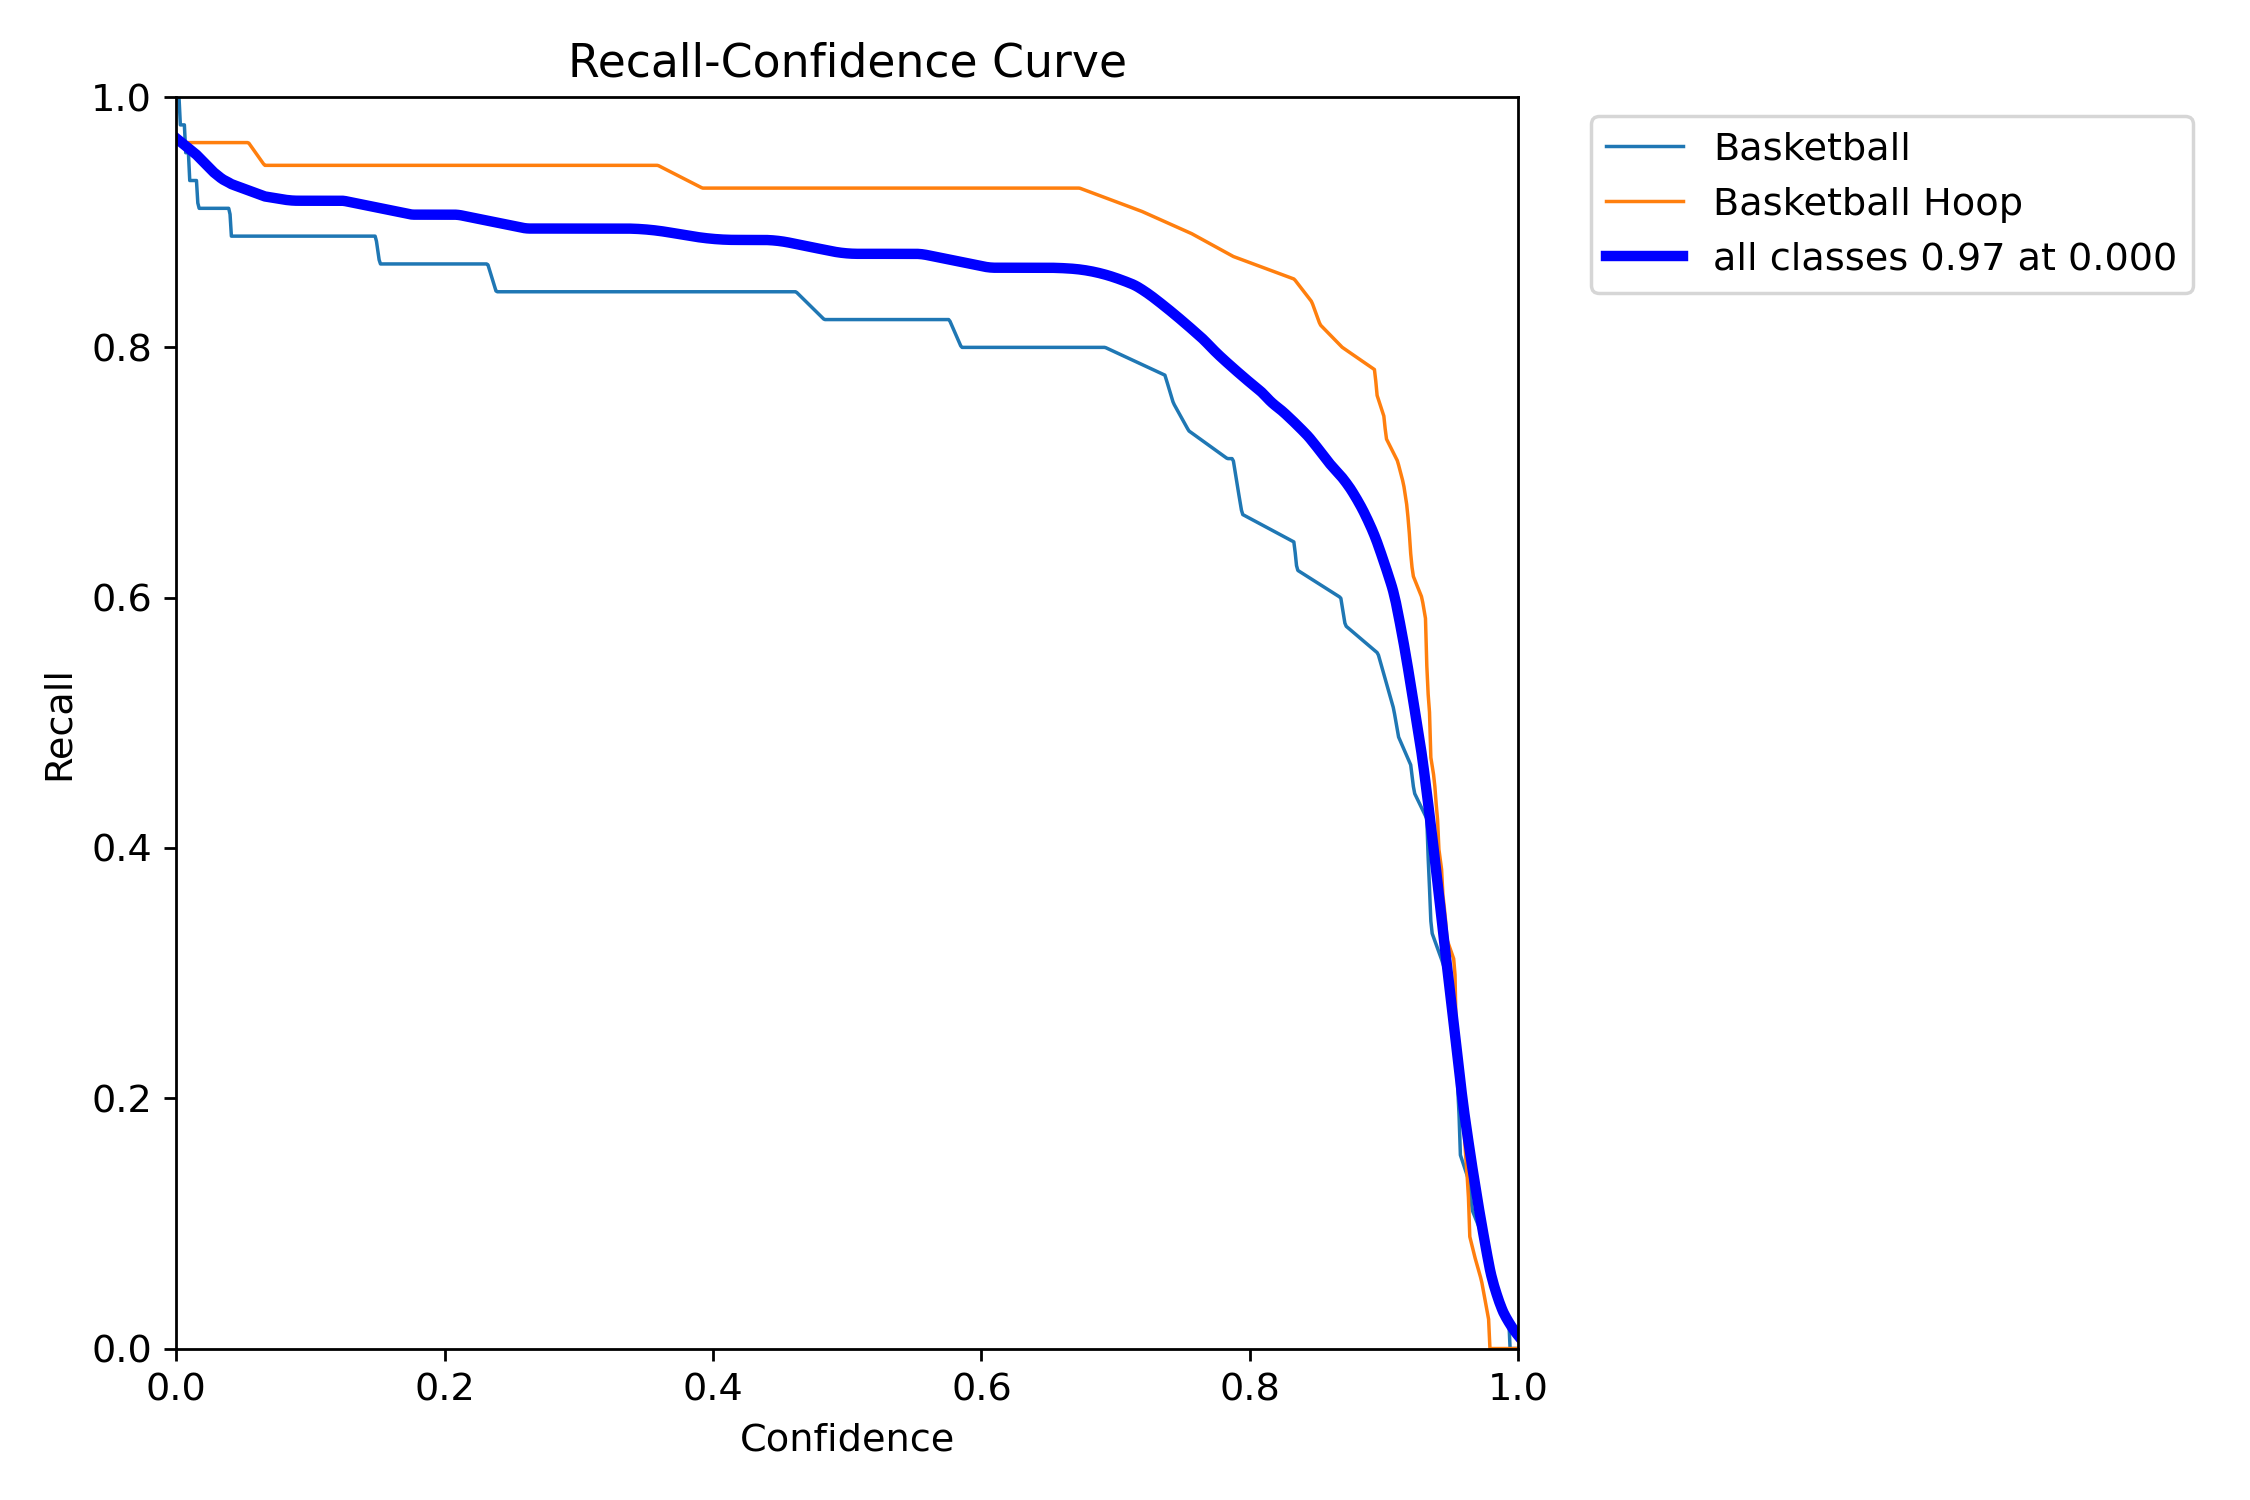 Recall-Confidence Curve
1.0
0.8
0.6
0.4
0.2
0.0
Recall
0.0 0.2 0.4 0.6 0.8 1.0
Confidence
Basketball
Basketball Hoop
all classes 0.97 at 0.000